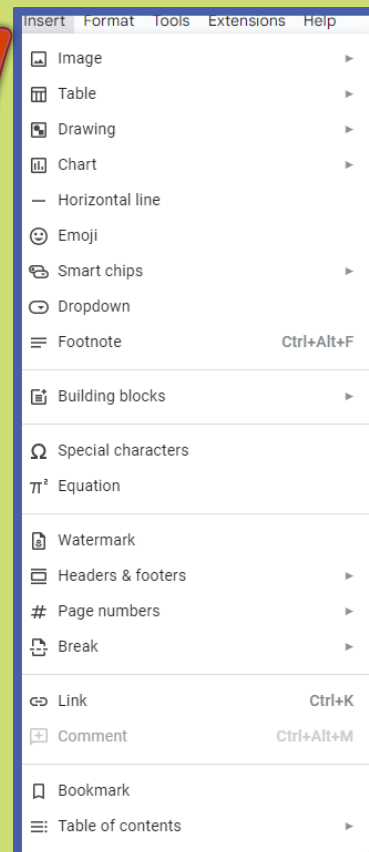 Insert Format Tools Extensions Help
Image
Table
Drawing
Chart
Horizontal line
Emoji
Smart chips
Dropdown
Footnote Ctrl+Alt+F
Building blocks
Special characters
Equation
Watermark
Headers & footers
Page numbers
Break
Link Ctrl+K
Comment Ctrl+Alt+M
Bookmark
Table of contents